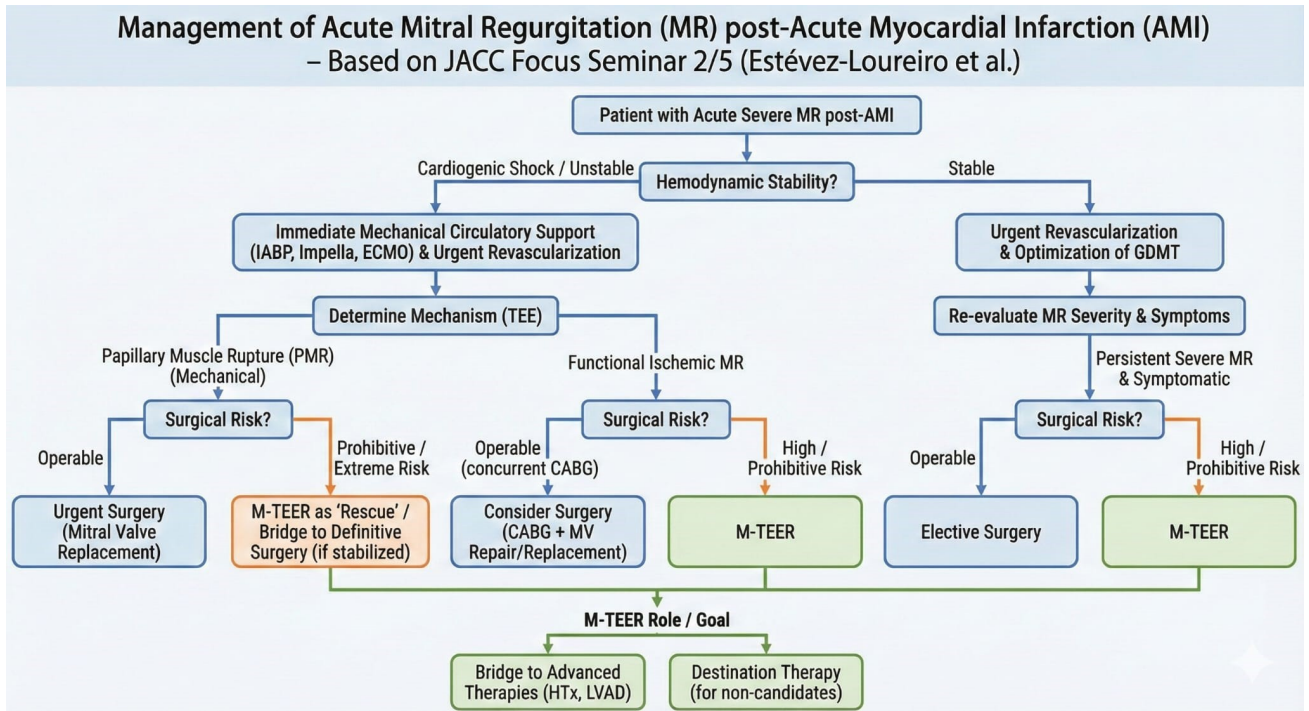 Management of Acute Mitral Regurgitation (MR) post-Acute Myocardial Infarction (AMI)
– Based on JACC Focus Seminar 2/5 (Estévez-Loureiro et al.)
Patient with Acute Severe MR post-AMI
Cardiogenic Shock / Unstable
Hemodynamic Stability?
Stable
Immediate Mechanical Circulatory Support
(IABP, Impella, ECMO) & Urgent Revascularization
Urgent Revascularization
& Optimization of GDMT
Determine Mechanism (TEE)
Re-evaluate MR Severity & Symptoms
Papillary Muscle Rupture (PMR)
(Mechanical)
Functional Ischemic MR
Persistent Severe MR
& Symptomatic
Surgical Risk?
Surgical Risk?
Surgical Risk?
Operable
Prohibitive /
Extreme Risk
Operable
(concurrent CABG)
High /
Prohibitive Risk
Operable
High /
Prohibitive Risk
Urgent Surgery
(Mitral Valve
Replacement)
M-TEER as ‘Rescue’ /
Bridge to Definitive
Surgery (if stabilized)
Consider Surgery
(CABG + MV
Repair/Replacement)
M-TEER
Elective Surgery
M-TEER
M-TEER Role / Goal
Bridge to Advanced
Therapies (HTx, LVAD)
Destination Therapy
(for non-candidates)